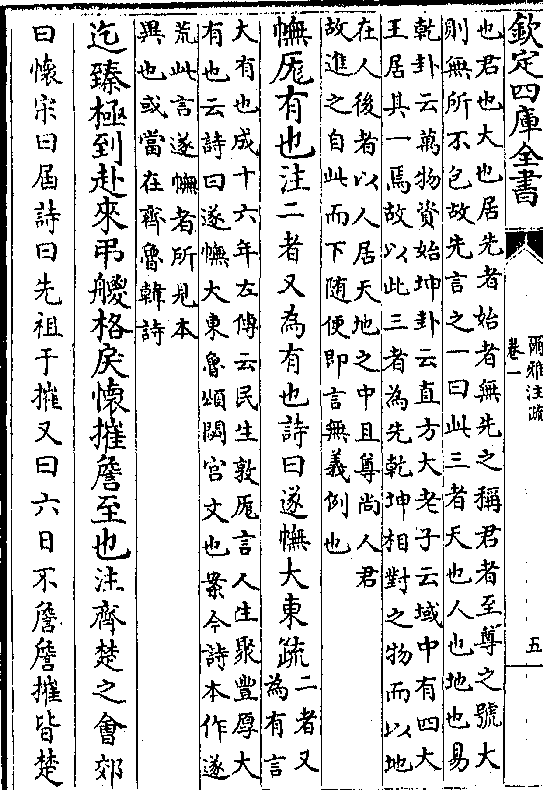 欽定四庫全書
爾雅注疏
卷一
五
也君也大也居先者始者無先之稱君者至尊之號大
則無所不包故先言之一曰此三者天也人也地也易
乾卦云萬物資始坤卦云直方大老子云域中有四大
王居其一焉故以此三者為先乾坤相對之物而以地
在人後者以人居天地之中且尊尚人君
故進之自此而下隨便即言無義例也
幠厖有也注二者又為有也詩曰遂幠大東疏
二者又
為有言
大有也成十六年左傳云民生敦厖言人生聚豐厚大
有也云詩曰遂幠大東魯頌閟宫文也案今詩本作遂
荒此言遂幠者所見本
異也或當在齊魯韓詩
迄臻極到赴來弔艐格戾懷摧詹至也注齊楚之會郊
曰懷宋曰屆詩曰先祖于摧又曰六日不詹詹摧皆楚